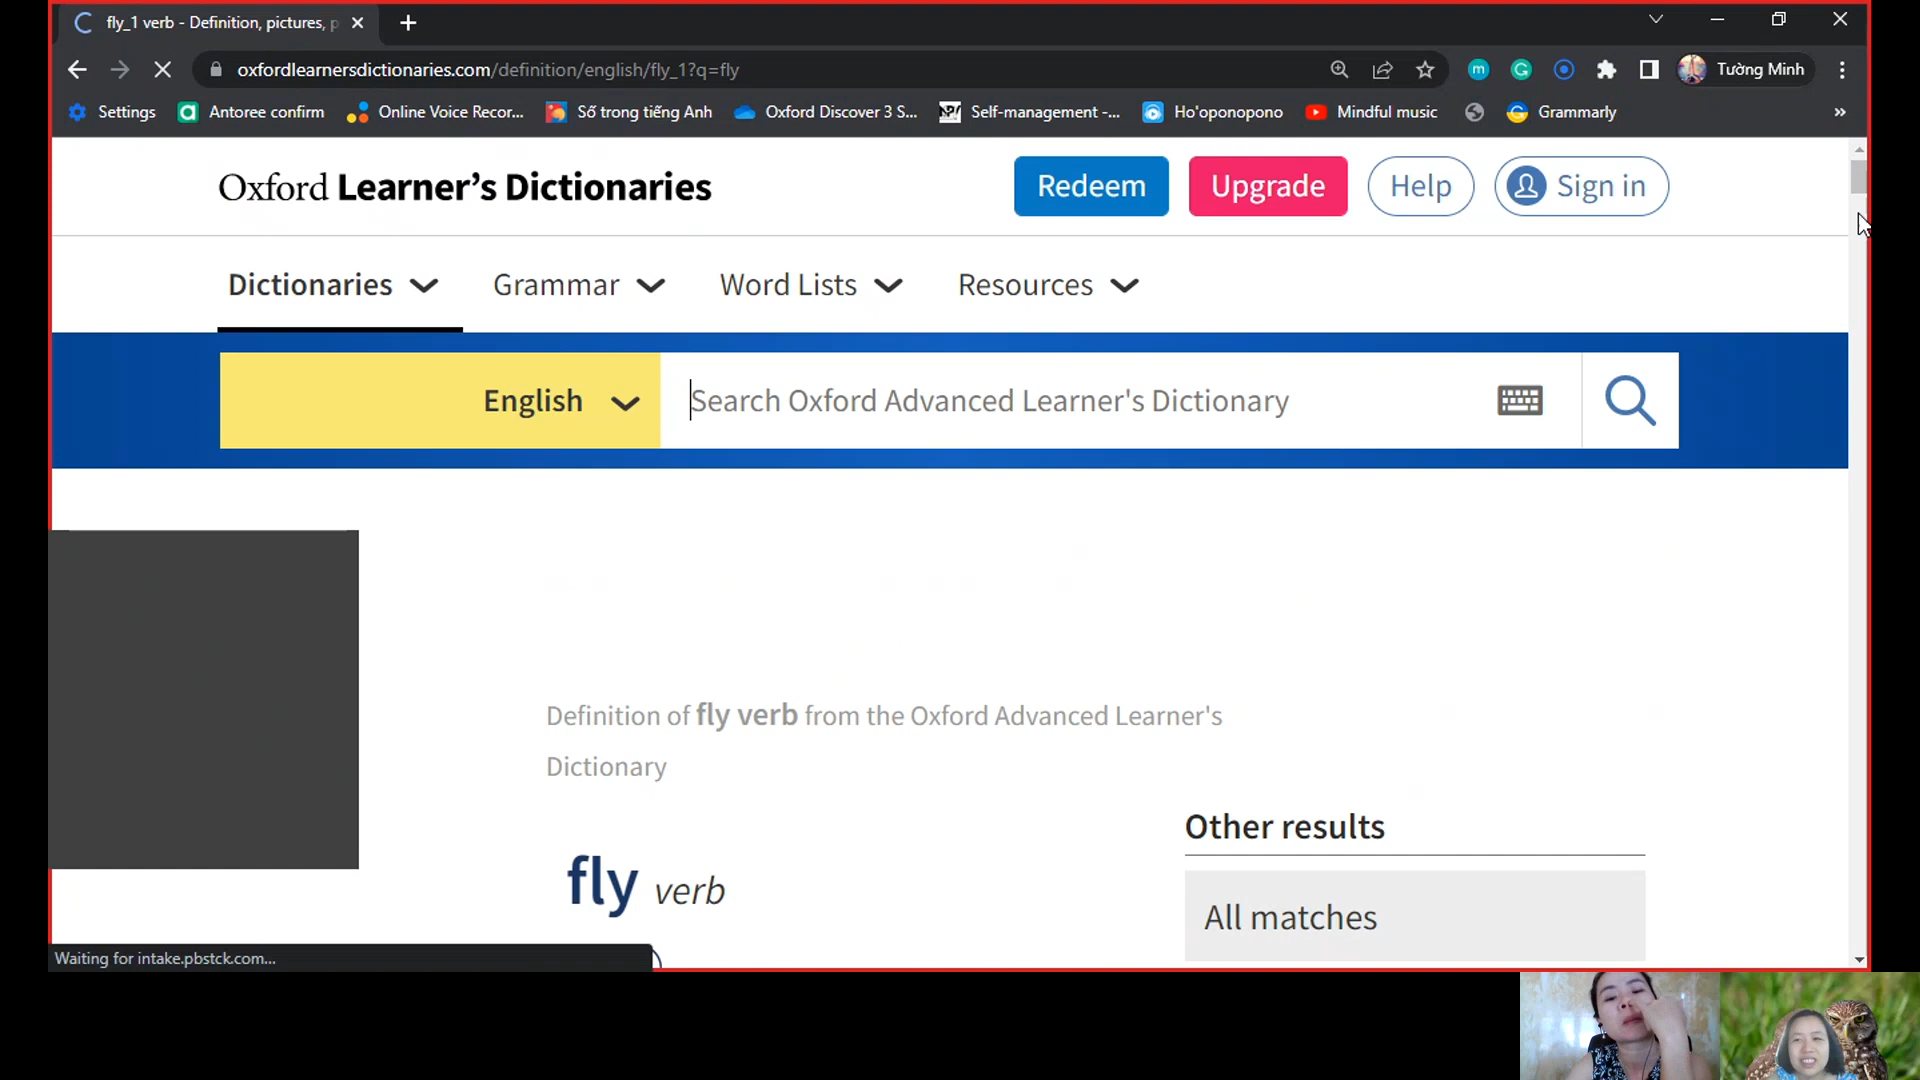 fly_1 verb - Definition, pictures, p
oxfordlearnersdictionaries.com/definition/english/fly_1?q=fly
m
G
Tường Minh
Settings
Antoree confirm
Online Voice Recor...
Số trong tiếng Anh
Oxford Discover 3 S...
Self-management -...
Ho'oponopono
Mindful music
Grammarly
»
Oxford Learner's Dictionaries
Redeem
Upgrade
Help
Sign in
Dictionaries
Grammar
Word Lists
Resources
English
Search Oxford Advanced Learner's Dictionary
Definition of fly verb from the Oxford Advanced Learner's
Dictionary
Other results
fly verb
All matches
Waiting for intake.pbstck.com...